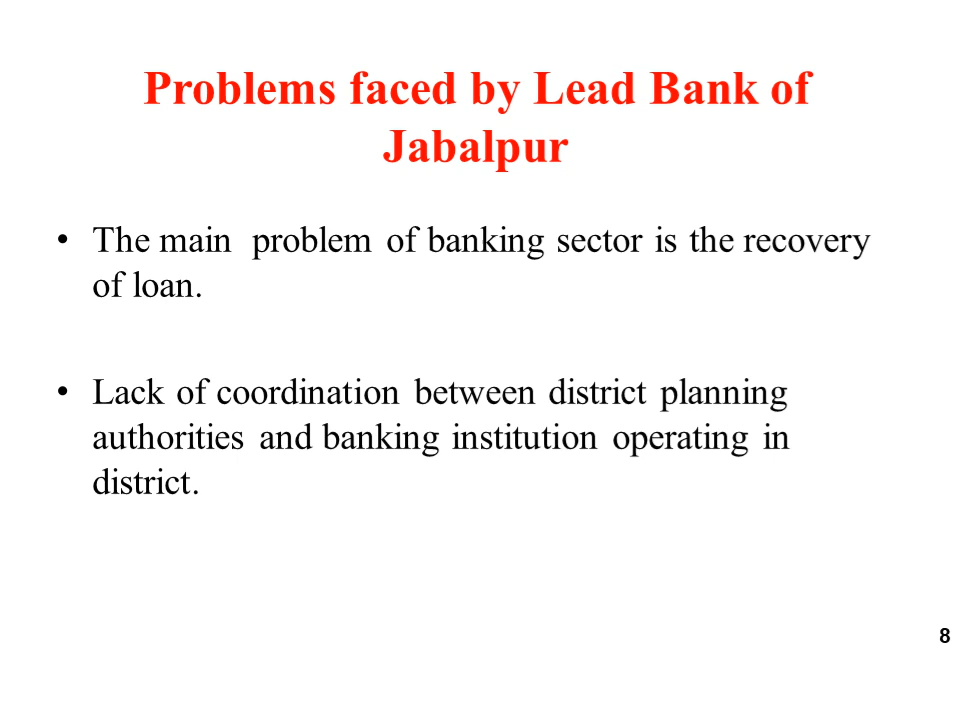 Problems faced by Lead Bank of
Jabalpur
• The main  problem of banking sector is the recovery
of loan.
• Lack of coordination between district planning
authorities and banking institution operating in
district.
8